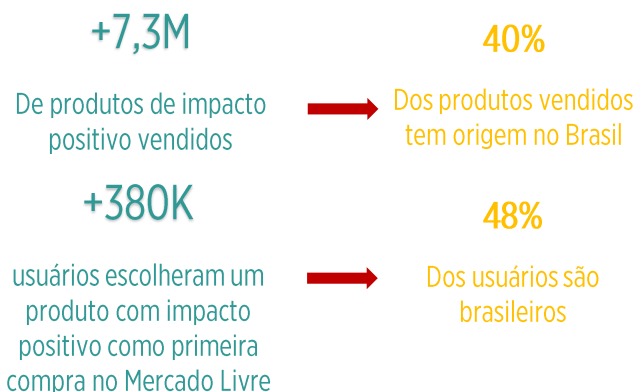 +7,3M
De produtos de impacto
positivo vendidos
40%
Dos produtos vendidos
tem origem no Brasil
+380K
usuários escolheram um
produto com impacto
positivo como primeira
compra no Mercado Livre
48%
Dos usuários são
brasileiros